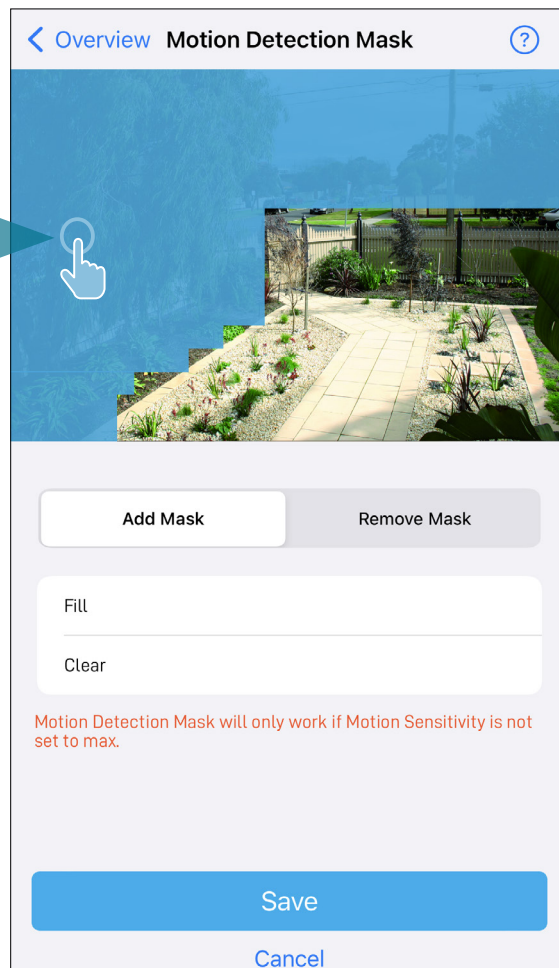 Overview Motion Detection Mask ?
Add Mask Remove Mask
Fill
Clear
Motion Detection Mask will only work if Motion Sensitivity is not
set to max.
Save
Cancel